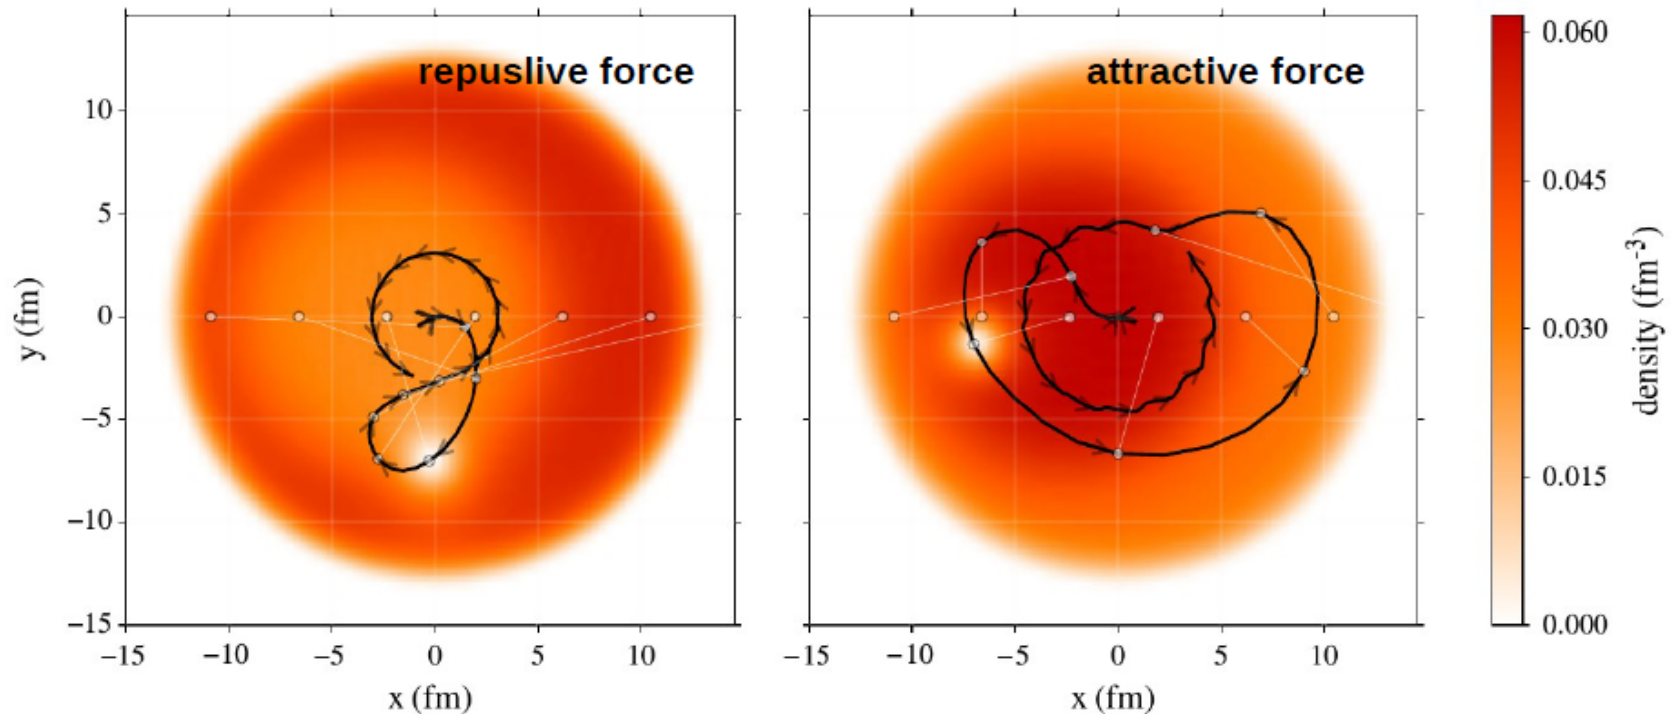 repuslive force
attractive force
10
5
0
−5
−10
−15
y (fm)
−15 −10 −5 0 5 10
x (fm)
−15 −10 −5 0 5 10
x (fm)
0.060
0.045
0.030
0.015
0.000
density (fm⁻³)